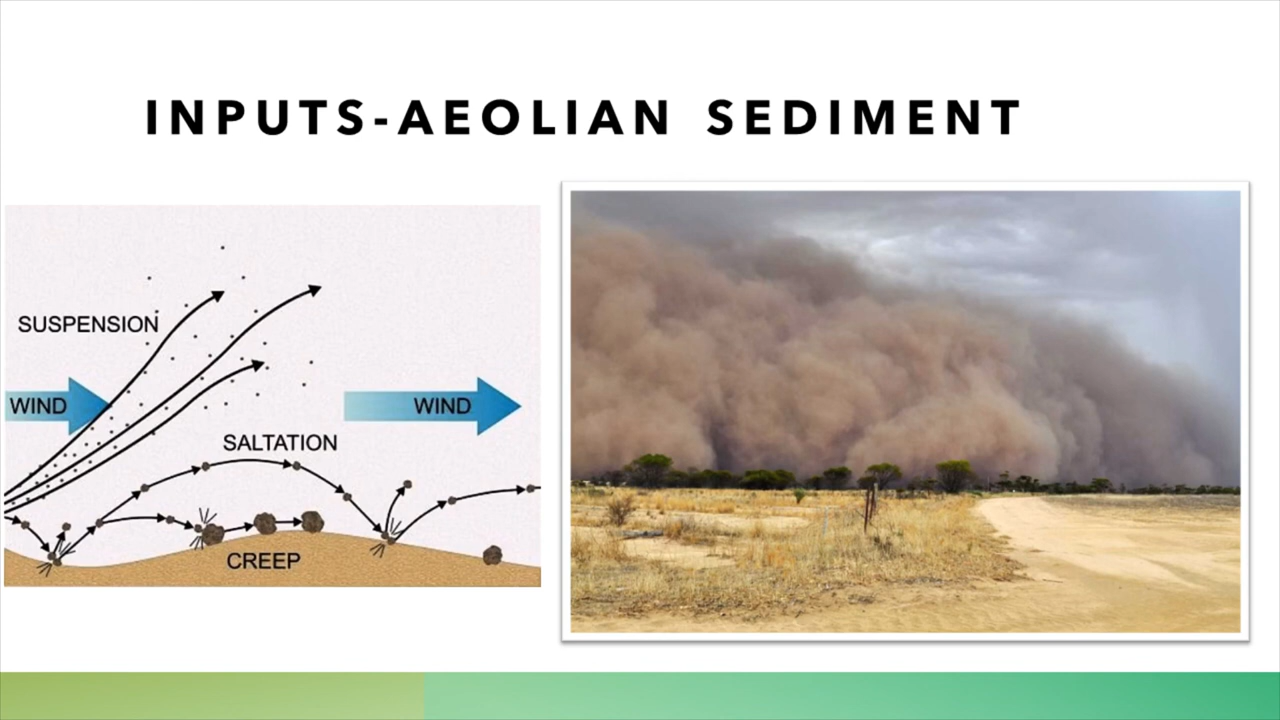 INPUTS-AEOLIAN SEDIMENT
SUSPENSION
WIND
WIND
SALTATION
CREEP